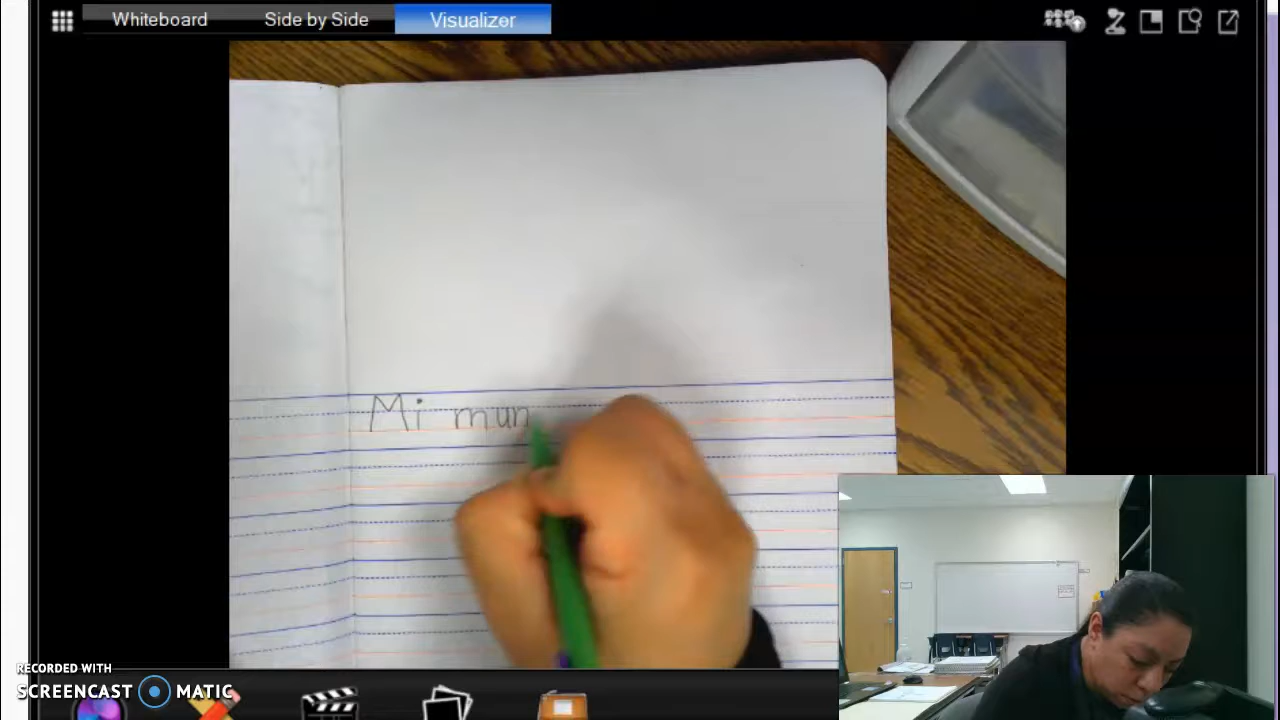 Whiteboard Side by Side Visualizer
Mi mun
RECORDED WITH
SCREENCAST MATIC